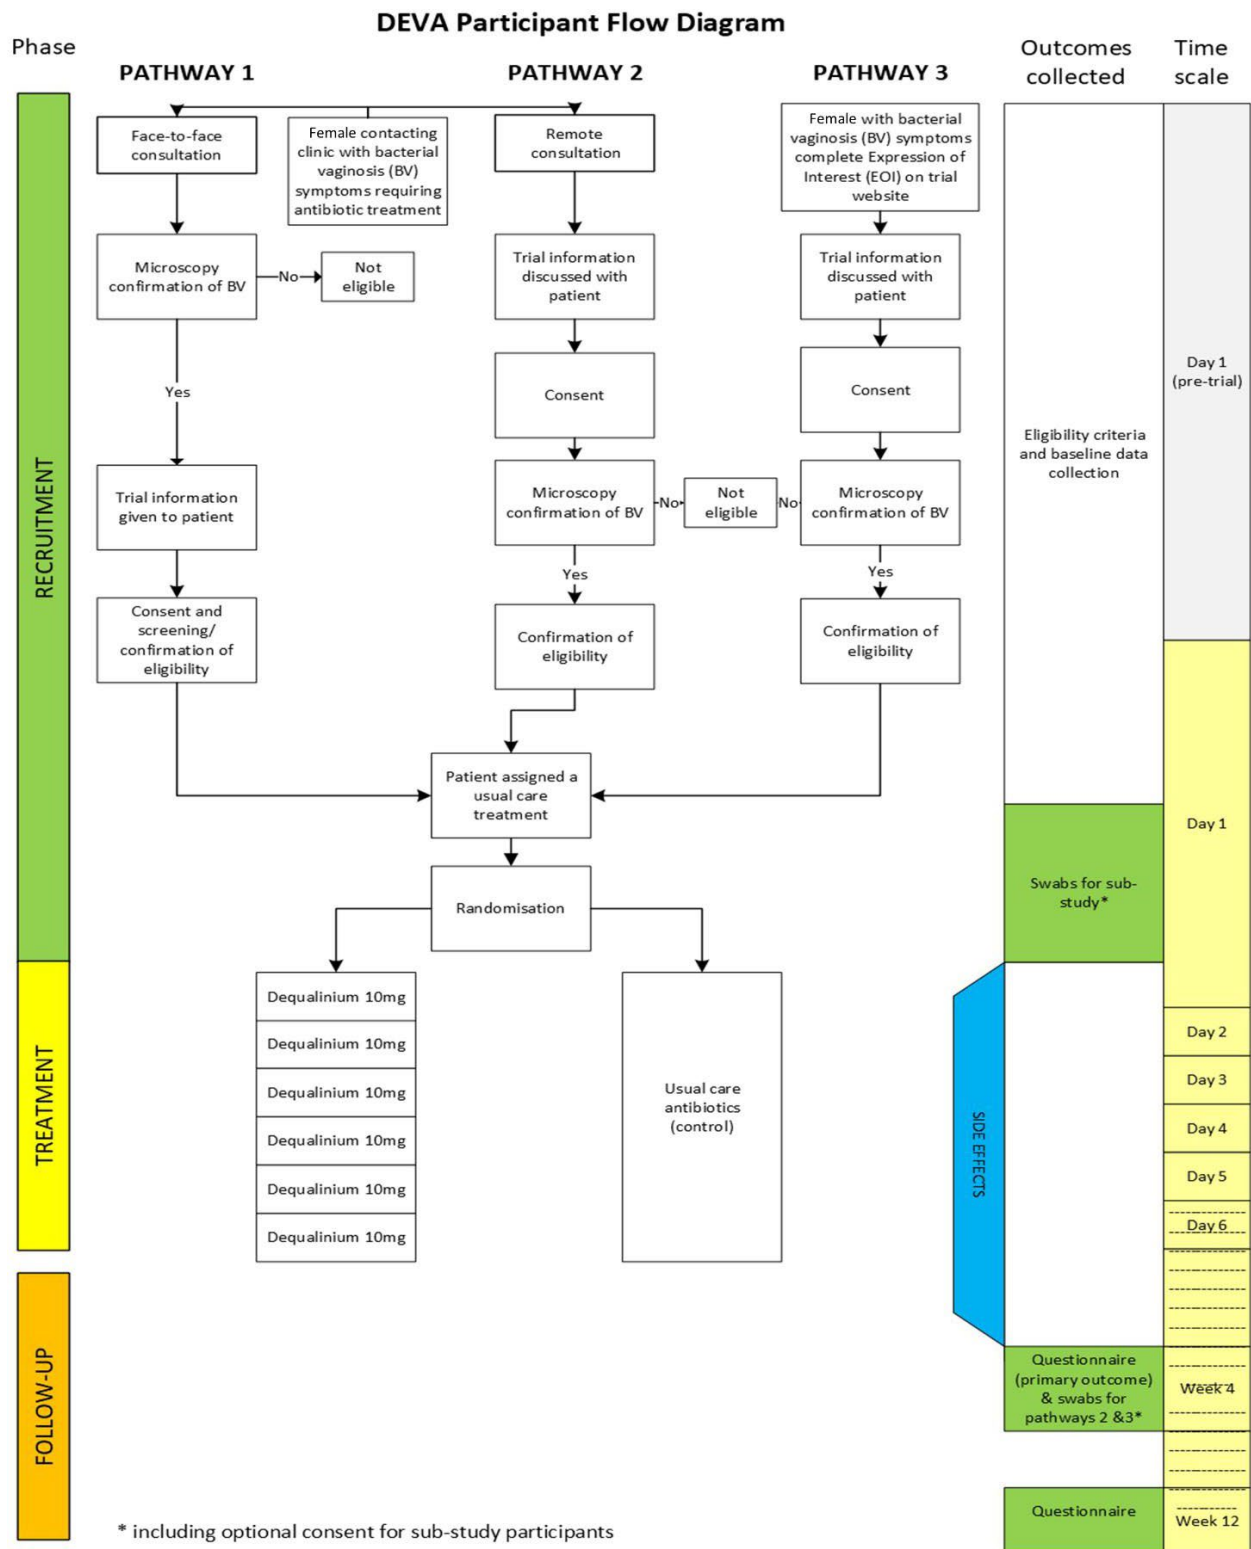 DEVA Participant Flow Diagram
Phase
PATHWAY 1
PATHWAY 2
PATHWAY 3
Outcomes
collected
Time
scale
RECRUITMENT
Face-to-face
consultation
Female contacting
clinic with bacterial
vaginosis (BV)
symptoms requiring
antibiotic treatment
Remote
consultation
Female with bacterial
vaginosis (BV) symptoms
complete Expression of
Interest (EOI) on trial
website
Microscopy
confirmation of BV
No
Not
eligible
Trial information
discussed with
patient
Trial information
discussed with
patient
Yes
Consent
Consent
Day 1
(pre-trial)
Eligibility criteria
and baseline data
collection
Trial information
given to patient
Microscopy
confirmation of BV
No
Not
eligible
No
Microscopy
confirmation of BV
Yes
Yes
Consent and
screening/
confirmation of
eligibility
Confirmation of
eligibility
Confirmation of
eligibility
Patient assigned a
usual care
treatment
Day 1
Randomisation
Swabs for sub-
study*
TREATMENT
Dequalinium 10mg
Dequalinium 10mg
Dequalinium 10mg
Dequalinium 10mg
Dequalinium 10mg
Dequalinium 10mg
Usual care
antibiotics
(control)
SIDE EFFECTS
Day 2
Day 3
Day 4
Day 5
Day 6
FOLLOW-UP
Questionnaire
(primary outcome)
& swabs for
pathways 2 &3*
Week 4
Questionnaire
Week 12
* including optional consent for sub-study participants